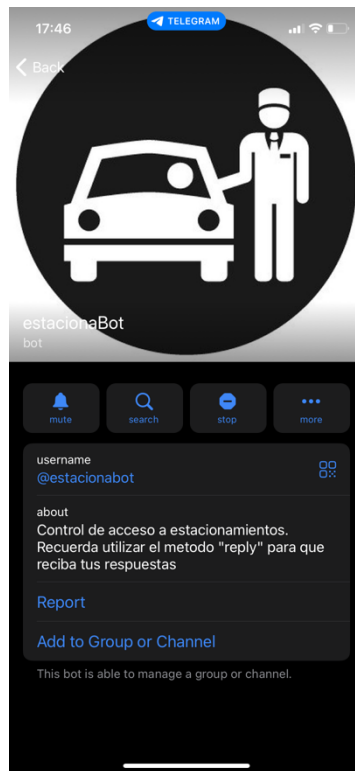 17:46
TELEGRAM
Back
estacionaBot
bot
mute
search
stop
more
username
@estacionabot
about
Control de acceso a estacionamientos.
Recuerda utilizar el metodo "reply" para que
reciba tus respuestas
Report
Add to Group or Channel
This bot is able to manage a group or channel.